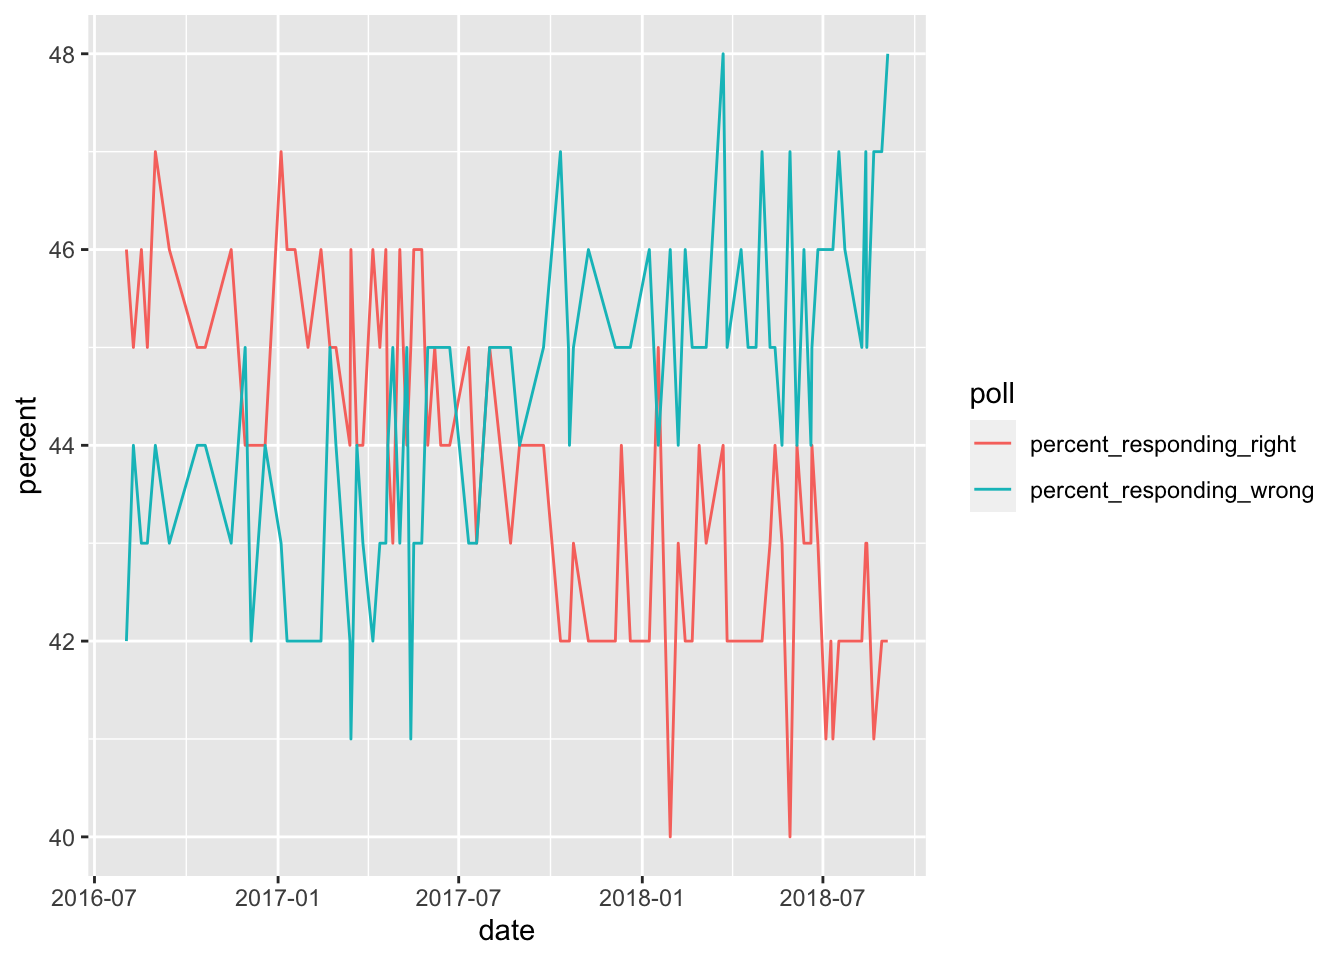 48
46
44
42
40
percent
2016-07 2017-01 2017-07 2018-01 2018-07
date
poll
percent_responding_right
percent_responding_wrong